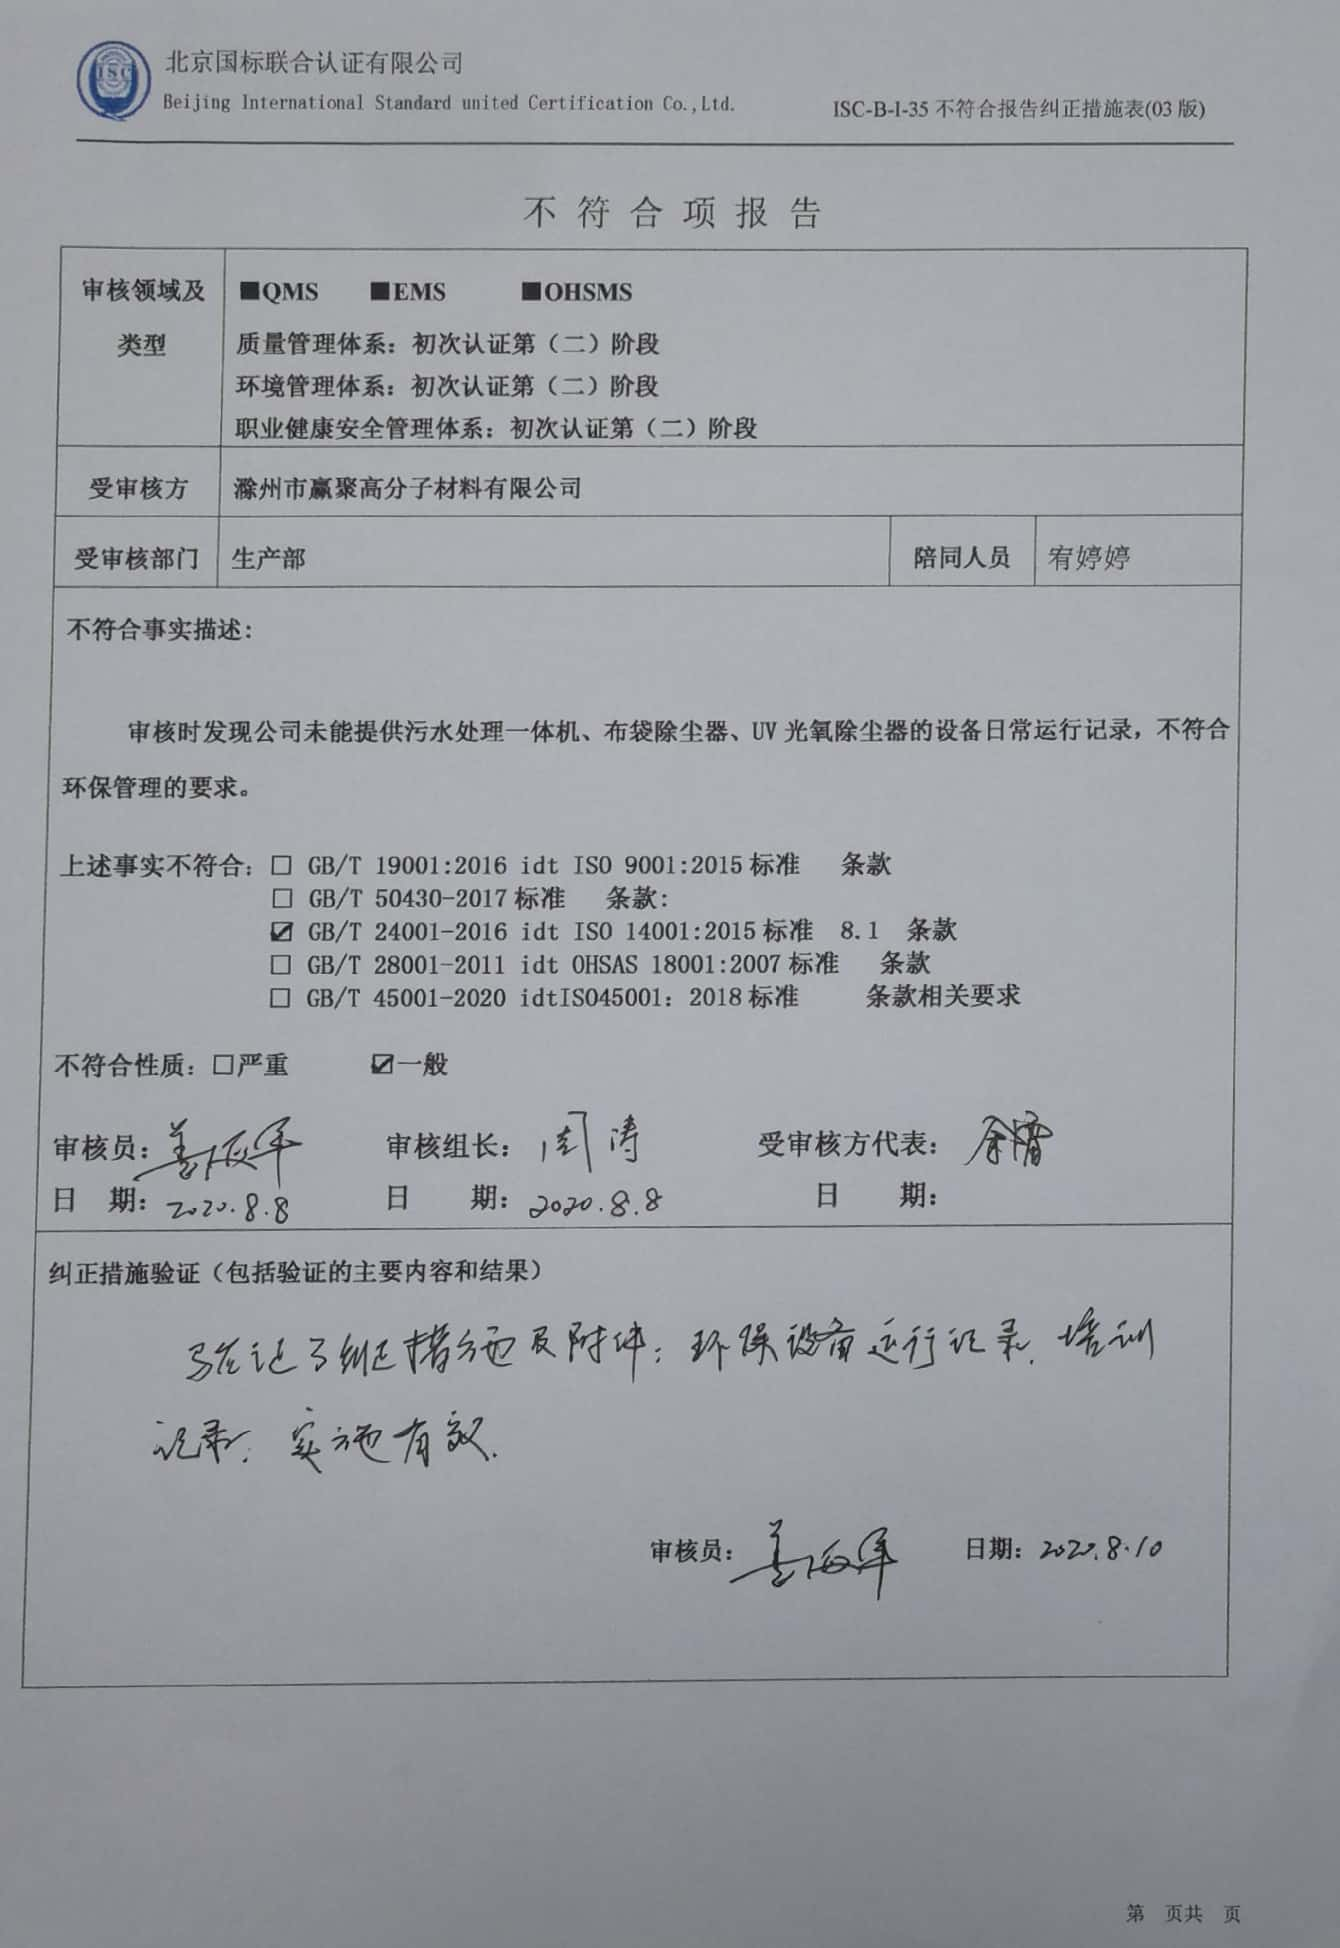 ISC
北京国标联合认证有限公司
Beijing International Standard united Certification Co.,Ltd.
ISC-B-I-35 不符合报告纠正措施表(03 版)
不符合项报告
审核领域及类型
■QMS ■EMS ■OHSMS
质量管理体系：初次认证第（二）阶段
环境管理体系：初次认证第（二）阶段
职业健康安全管理体系：初次认证第（二）阶段
受审核方 滁州市赢聚高分子材料有限公司
受审核部门 生产部 陪同人员 宥婷婷
不符合事实描述：
审核时发现公司未能提供污水处理一体机、布袋除尘器、UV 光氧除尘器的设备日常运行记录，不符合
环保管理的要求。
上述事实不符合：□ GB/T 19001:2016 idt ISO 9001:2015 标准 条款
□ GB/T 50430-2017 标准 条款：
☑ GB/T 24001-2016 idt ISO 14001:2015 标准 8.1 条款
□ GB/T 28001-2011 idt OHSAS 18001:2007 标准 条款
□ GB/T 45001-2020 idtISO45001：2018 标准 条款相关要求
不符合性质：□严重 ☑一般
审核员： 审核组长：周涛 受审核方代表：
日 期：2020.8.8 日 期：2020.8.8 日 期：
纠正措施验证（包括验证的主要内容和结果）
验证了纠正措施及附件：环保设备运行记录、培训
记录，实施有效.
审核员： 日期：2020.8.10
第 页共 页